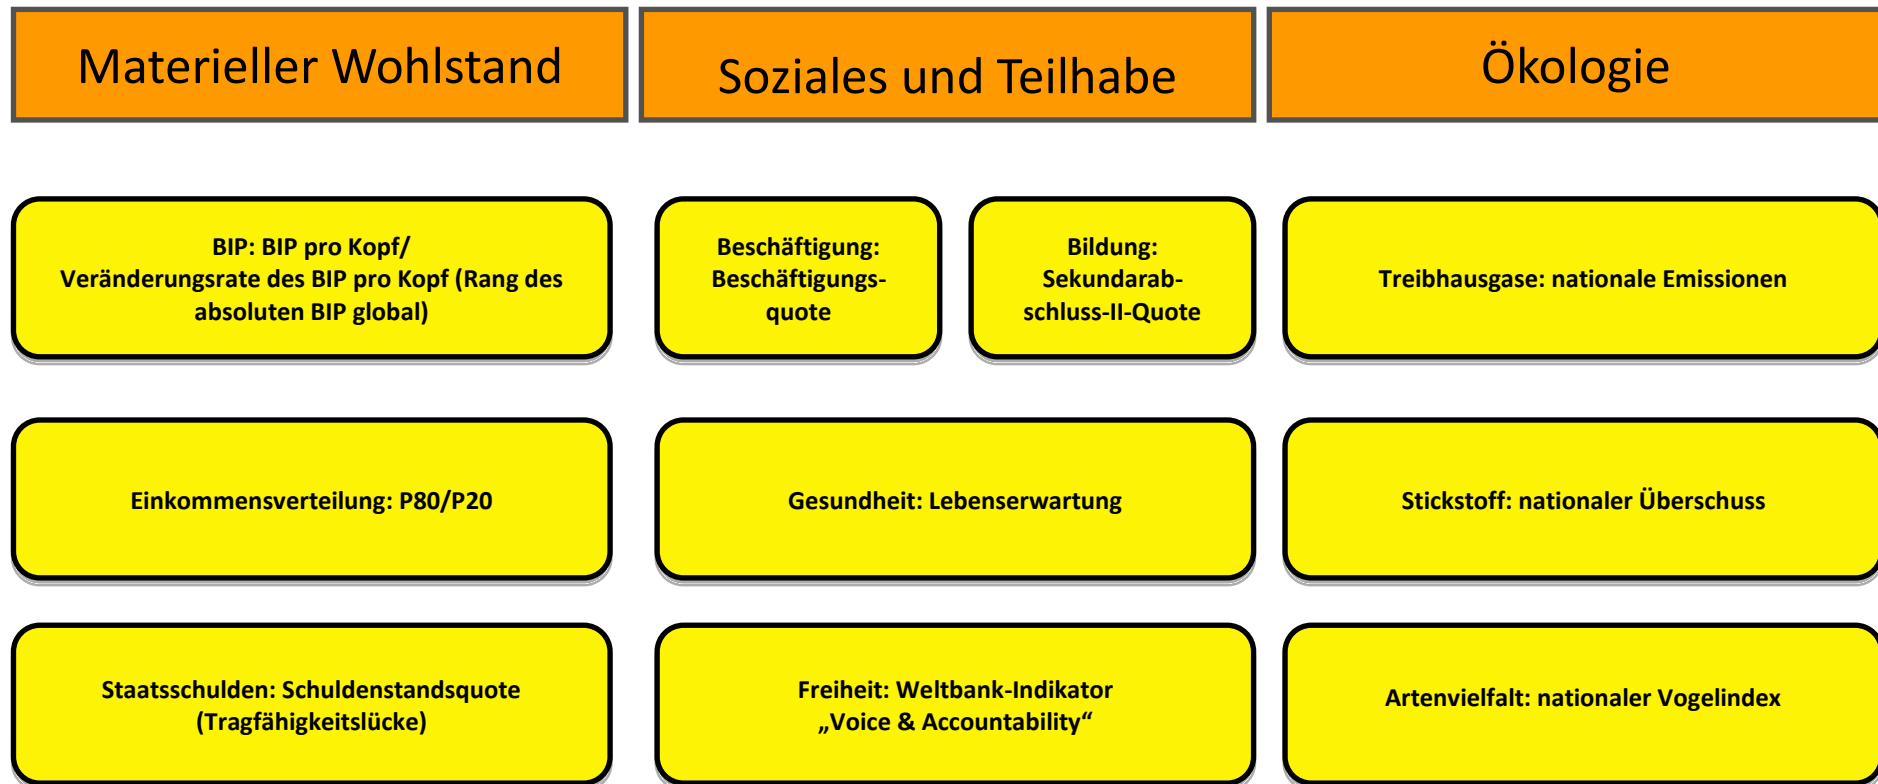 Materieller Wohlstand
Soziales und Teilhabe
Ökologie
BIP: BIP pro Kopf/
Veränderungsrate des BIP pro Kopf (Rang des
absoluten BIP global)
Beschäftigung:
Beschäftigungs-
quote
Bildung:
Sekundarab-
schluss-II-Quote
Treibhausgase: nationale Emissionen
Einkommensverteilung: P80/P20
Gesundheit: Lebenserwartung
Stickstoff: nationaler Überschuss
Staatsschulden: Schuldenstandsquote
(Tragfähigkeitslücke)
Freiheit: Weltbank-Indikator
„Voice & Accountability“
Artenvielfalt: nationaler Vogelindex